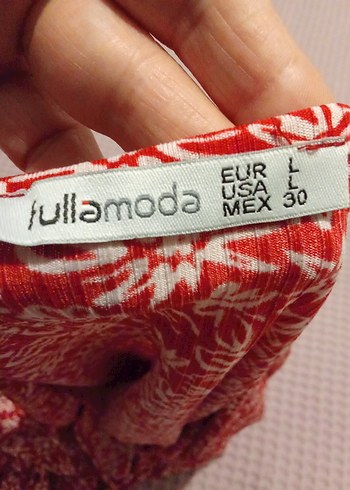 fullamoda
EUR L
USA L
MEX 30